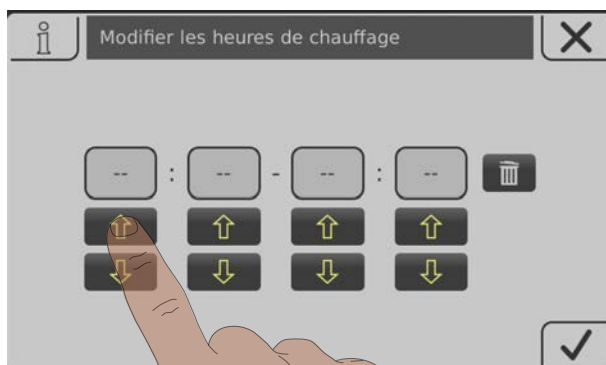 Modifier les heures de chauffage
-- : -- - -- : --